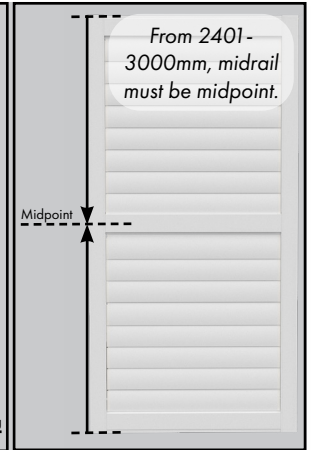 From 2401-
3000mm, midrail
must be midpoint.
Midpoint